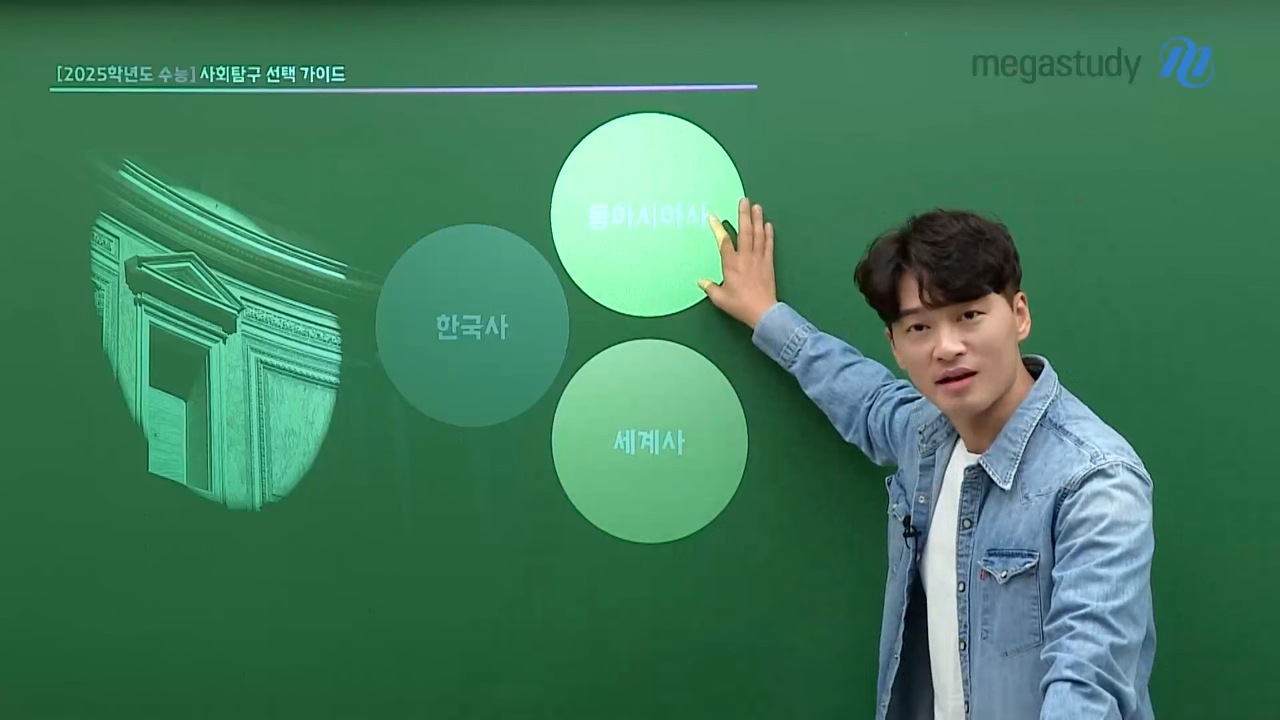 [2025학년도 수능] 사회탐구 선택 가이드
megastudy
동아시아사
한국사
세계사